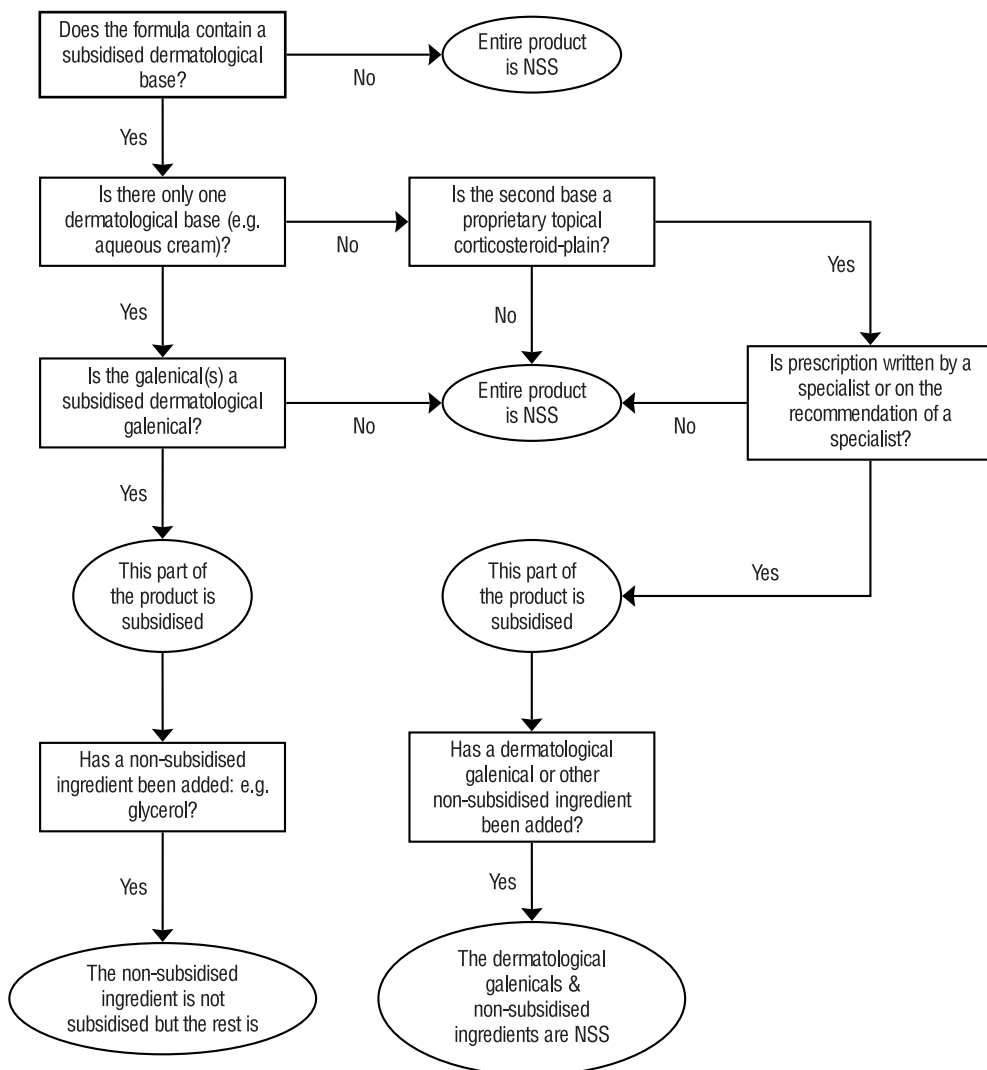 Does the formula contain a
subsidised dermatological
base?
No
Entire product
is NSS
Yes
Is there only one
dermatological base (e.g.
aqueous cream)?
No
Is the second base a
proprietary topical
corticosteroid-plain?
Yes
Yes
No
Is the galenical(s) a
subsidised dermatological
galenical?
No
Entire product
is NSS
No
Is prescription written by a
specialist or on the
recommendation of a
specialist?
Yes
Yes
This part of
the product is
subsidised
This part of
the product is
subsidised
Has a non-subsidised
ingredient been added: e.g.
glycerol?
Has a dermatological
galenical or other
non-subsidised ingredient
been added?
Yes
Yes
The non-subsidised
ingredient is not
subsidised but the rest is
The dermatological
galenicals &
non-subsidised
ingredients are NSS